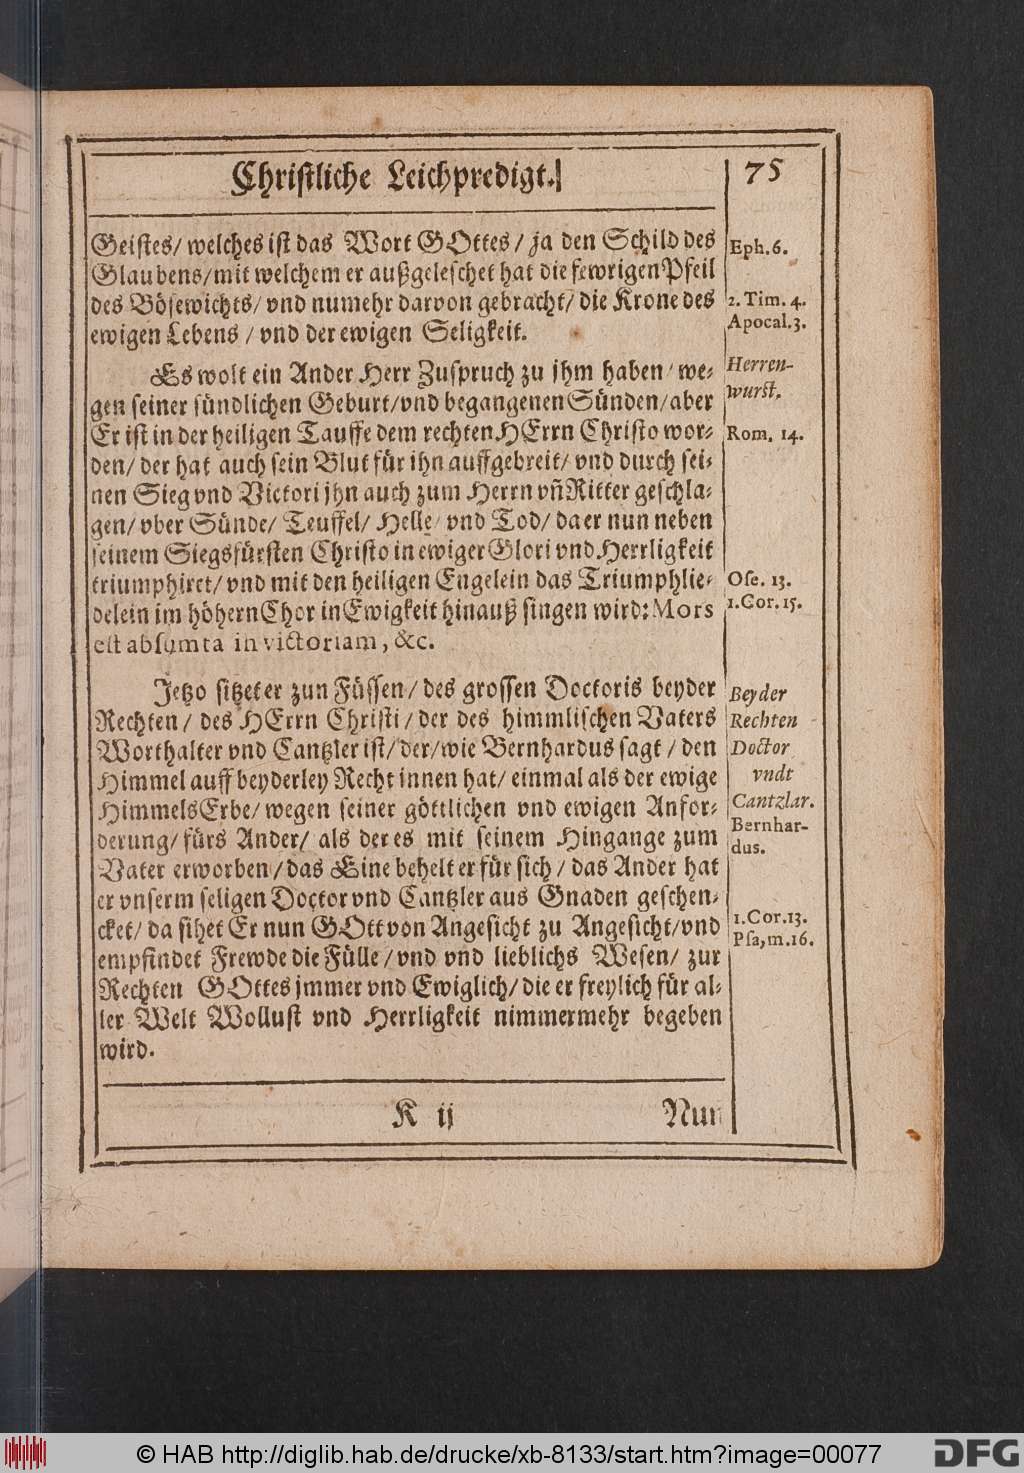 Christliche Leichpredigt.
75
Geistes/ welches ist das Wort GOttes/ ja den Schild des
Glaubens/ mit welchem er außgeleschet hat die fewrigen Pfeil
des Bösewichts/ vnd numehr darvon gebracht/ die Krone des
ewigen Lebens / vnd der ewigen Seligkeit.
Eph. 6.
2. Tim. 4.
Apocal. 3.
Es wolt ein Ander Herr Zuspruch zu jhm haben/ we-
gen seiner sündlichen Geburt/ vnd begangenen Sünden/ aber
Er ist in der heiligen Tauffe dem rechten HErrn Christo wor-
den/ der hat auch sein Blut für ihn auffgebreit/ vnd durch sei-
nen Sieg vnd Victori jhn auch zum Herrn vñ Ritter geschla-
gen/ vber Sünde/ Teuffel/ Helle/ vnd Tod/ da er nun neben
seinem Siegsfürsten Christo in ewiger Glori vnd Herrligkeit
triumphiret/ vnd mit den heiligen Engelein das Triumphlie-
delein im höhern Chor in Ewigkeit hinauß singen wird: Mors
est absumta in victoriam, &c.
Herren-
wurst.
Rom. 14.
Ose. 13.
1. Cor. 15.
Jetzo sitzet er zun Füssen/ des grossen Doctoris beyder
Rechten / des HErrn Christi / der des himmlischen Vaters
Worthalter vnd Cantzler ist/ der/ wie Bernhardus sagt / den
Himmel auff beyderley Recht innen hat/ einmal als der ewige
HimmelsErbe/ wegen seiner göttlichen vnd ewigen Anfor-
derung/ fürs Ander/ als der es mit seinem Hingange zum
Vater erworben/ das Eine behelt er für sich / das Ander hat
er vnserm seligen Doctor vnd Cantzler aus Gnaden geschen-
cket/ da sihet Er nun GOtt von Angesicht zu Angesicht/ vnd
empfindet Frewde die Fülle/ vnd vnd lieblichs Wesen/ zur
Rechten GOttes jmmer vnd Ewiglich/ die er freylich für al-
ler Welt Wollust vnd Herrligkeit nimmermehr begeben
wird.
Beyder
Rechten
Doctor
vndt
Cantzlar.
Bernhar-
dus.
1. Cor. 13.
Psa,m. 16.
K ij
Nun
© HAB http://diglib.hab.de/drucke/xb-8133/start.htm?image=00077
DFG